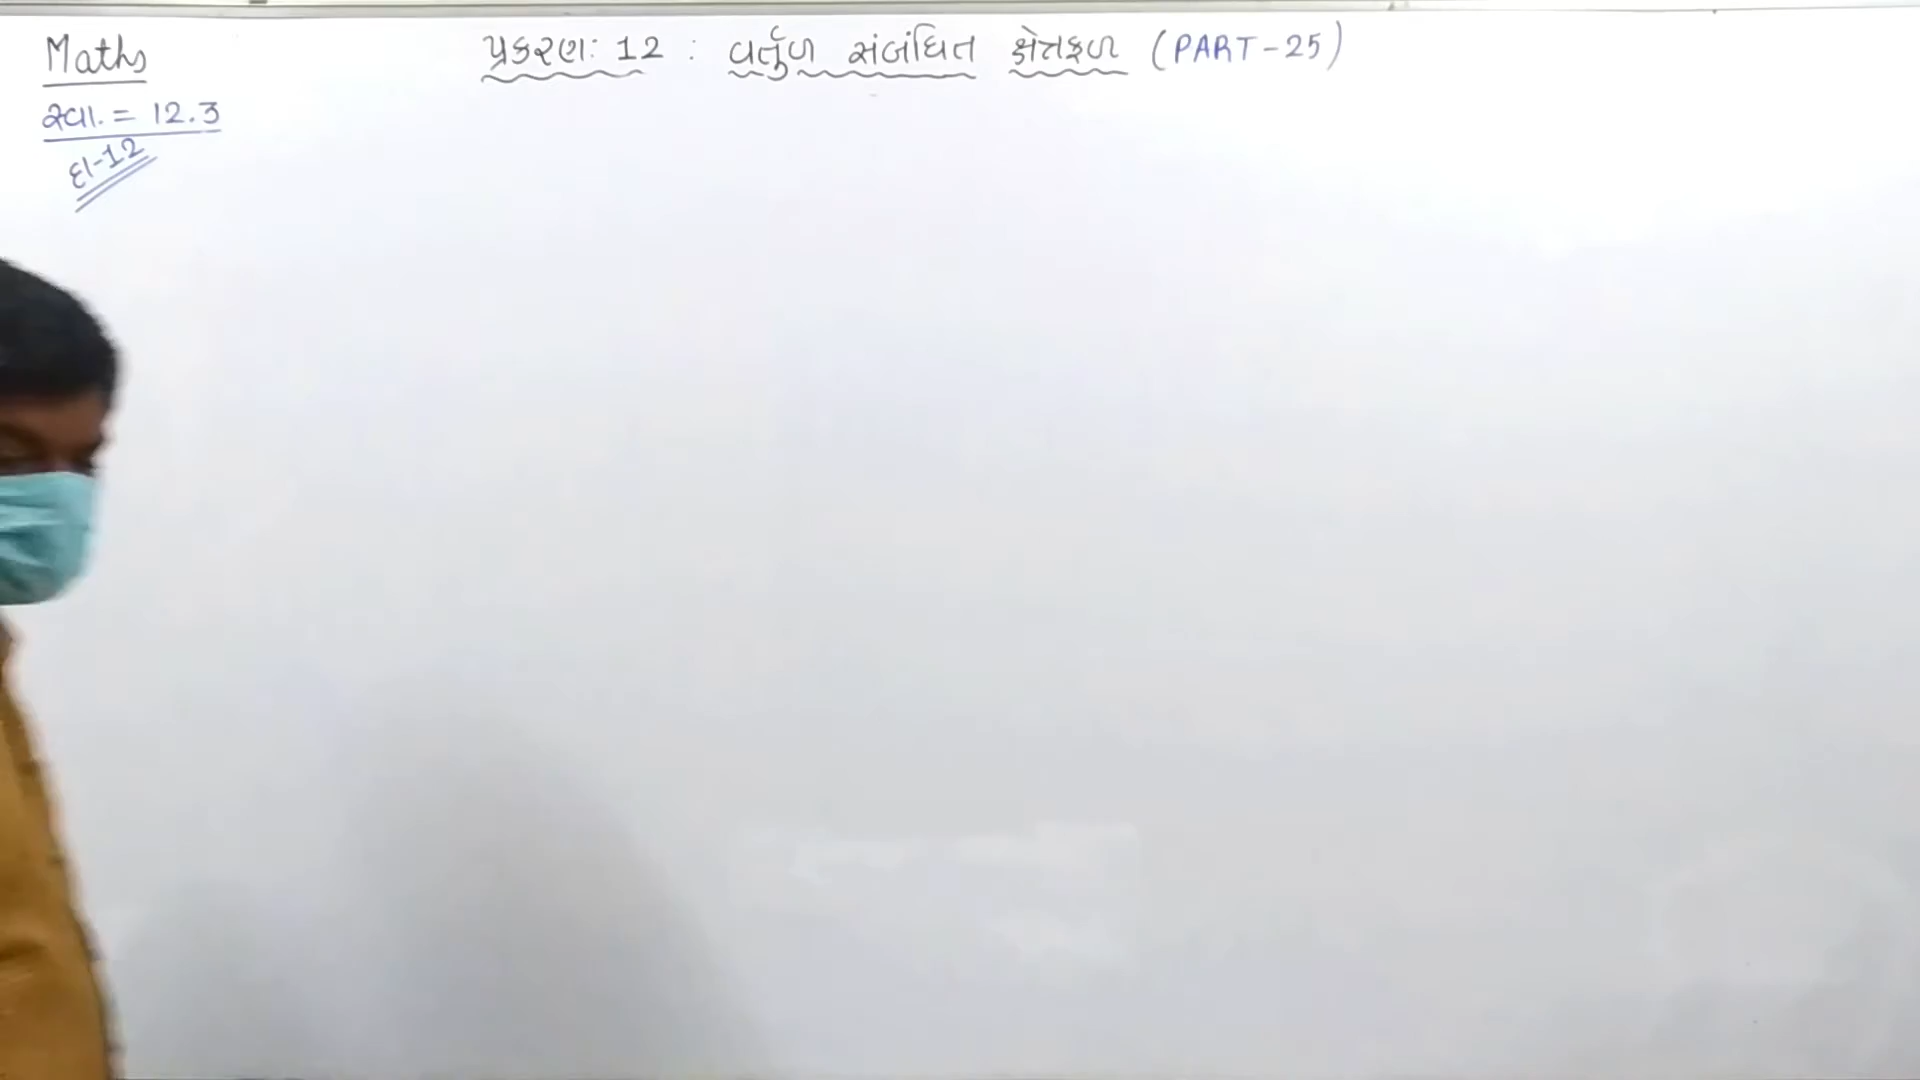 Maths
પ્રકરણ: 12 : વર્તુળ સંબંધિત ક્ષેત્રફળ (PART-25)
સ્વા. = 12.3
દા-12